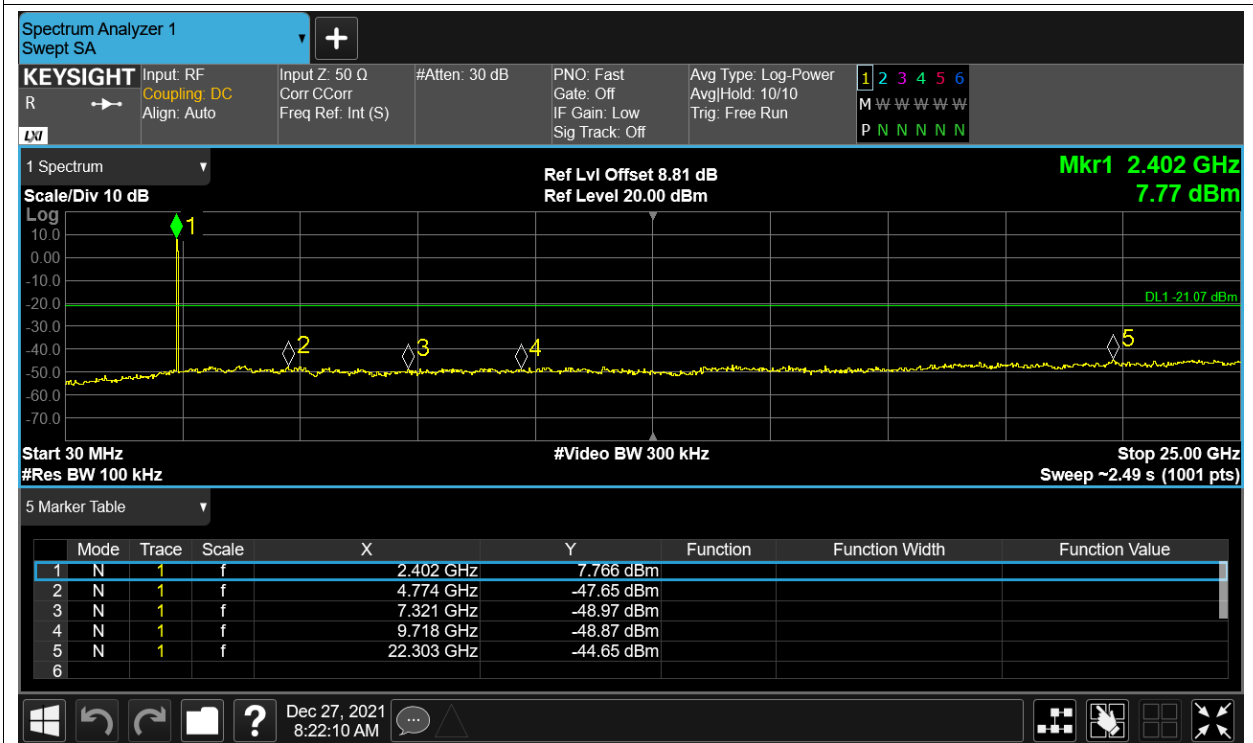 Spectrum Analyzer 1
Swept SA
KEYSIGHT
R
LXI
Input: RF
Coupling: DC
Align: Auto
Input Z: 50 Ω
Corr CCorr
Freq Ref: Int (S)
#Atten: 30 dB
PNO: Fast
Gate: Off
IF Gain: Low
Sig Track: Off
Avg Type: Log-Power
Avg|Hold: 10/10
Trig: Free Run
1 2 3 4 5 6
M W W W W W
P N N N N N
1 Spectrum
Scale/Div 10 dB
Ref Lvl Offset 8.81 dB
Ref Level 20.00 dBm
Mkr1 2.402 GHz
7.77 dBm
Log
10.0
0.00
-10.0
-20.0
-30.0
-40.0
-50.0
-60.0
-70.0
1
2
3
4
5
DL1 -21.07 dBm
Start 30 MHz
#Video BW 300 kHz
Stop 25.00 GHz
#Res BW 100 kHz
Sweep ~2.49 s (1001 pts)
5 Marker Table
Mode Trace Scale X Y Function Function Width Function Value
1 N 1 f 2.402 GHz 7.766 dBm
2 N 1 f 4.774 GHz -47.65 dBm
3 N 1 f 7.321 GHz -48.97 dBm
4 N 1 f 9.718 GHz -48.87 dBm
5 N 1 f 22.303 GHz -44.65 dBm
6
?
Dec 27, 2021
8:22:10 AM